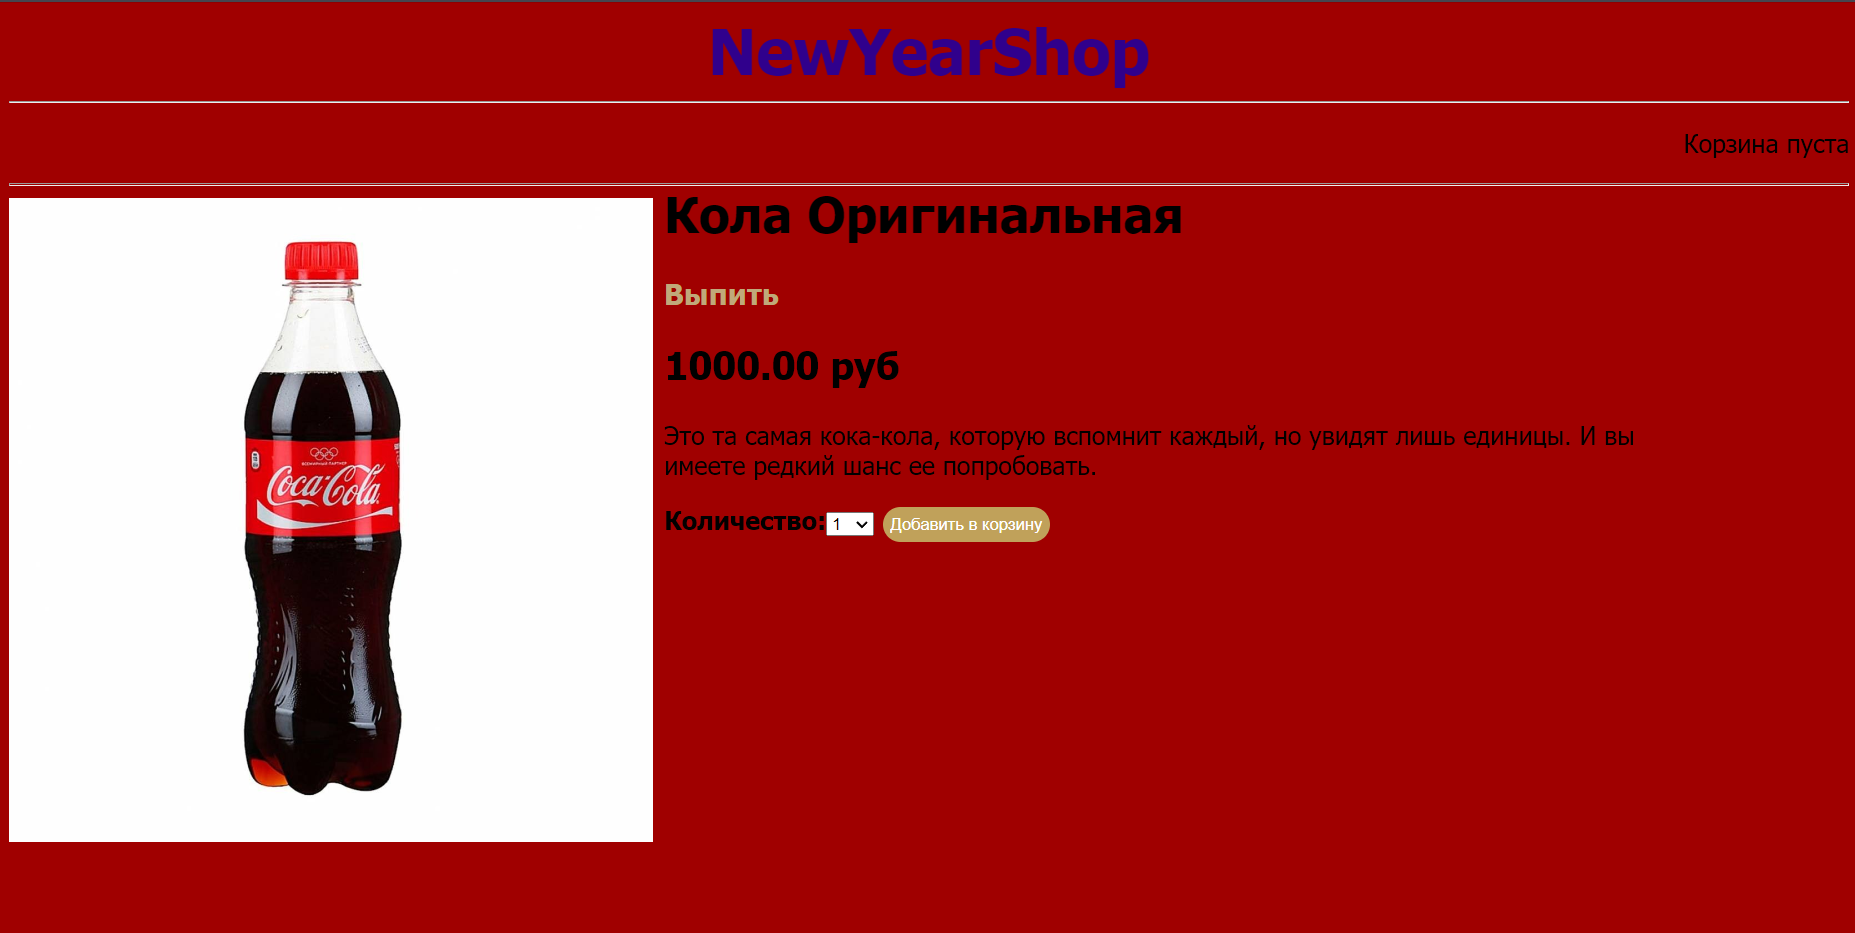 NewYearShop
Корзина пуста
Кола Оригинальная
Выпить
1000.00 руб
Это та самая кока-кола, которую вспомнит каждый, но увидят лишь единицы. И вы
имеете редкий шанс ее попробовать.
Количество: 1 Добавить в корзину
Coca-Cola